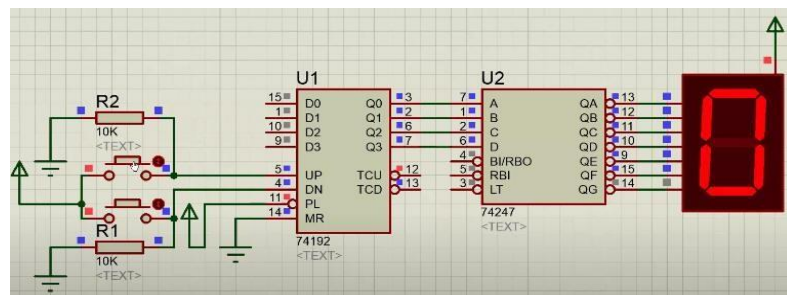 R2
10K
<TEXT>
R1
10K
<TEXT>
U1
15 D0 Q0 3
1 D1 Q1 2
10 D2 Q2 6
9 D3 Q3 7
5 UP TCU 12
4 DN TCD 13
11 PL
14 MR
74192
<TEXT>
U2
7 A QA 13
1 B QB 12
2 C QC 11
6 D QD 10
4 BI/RBO QE 9
5 RBI QF 15
3 LT QG 14
74247
<TEXT>